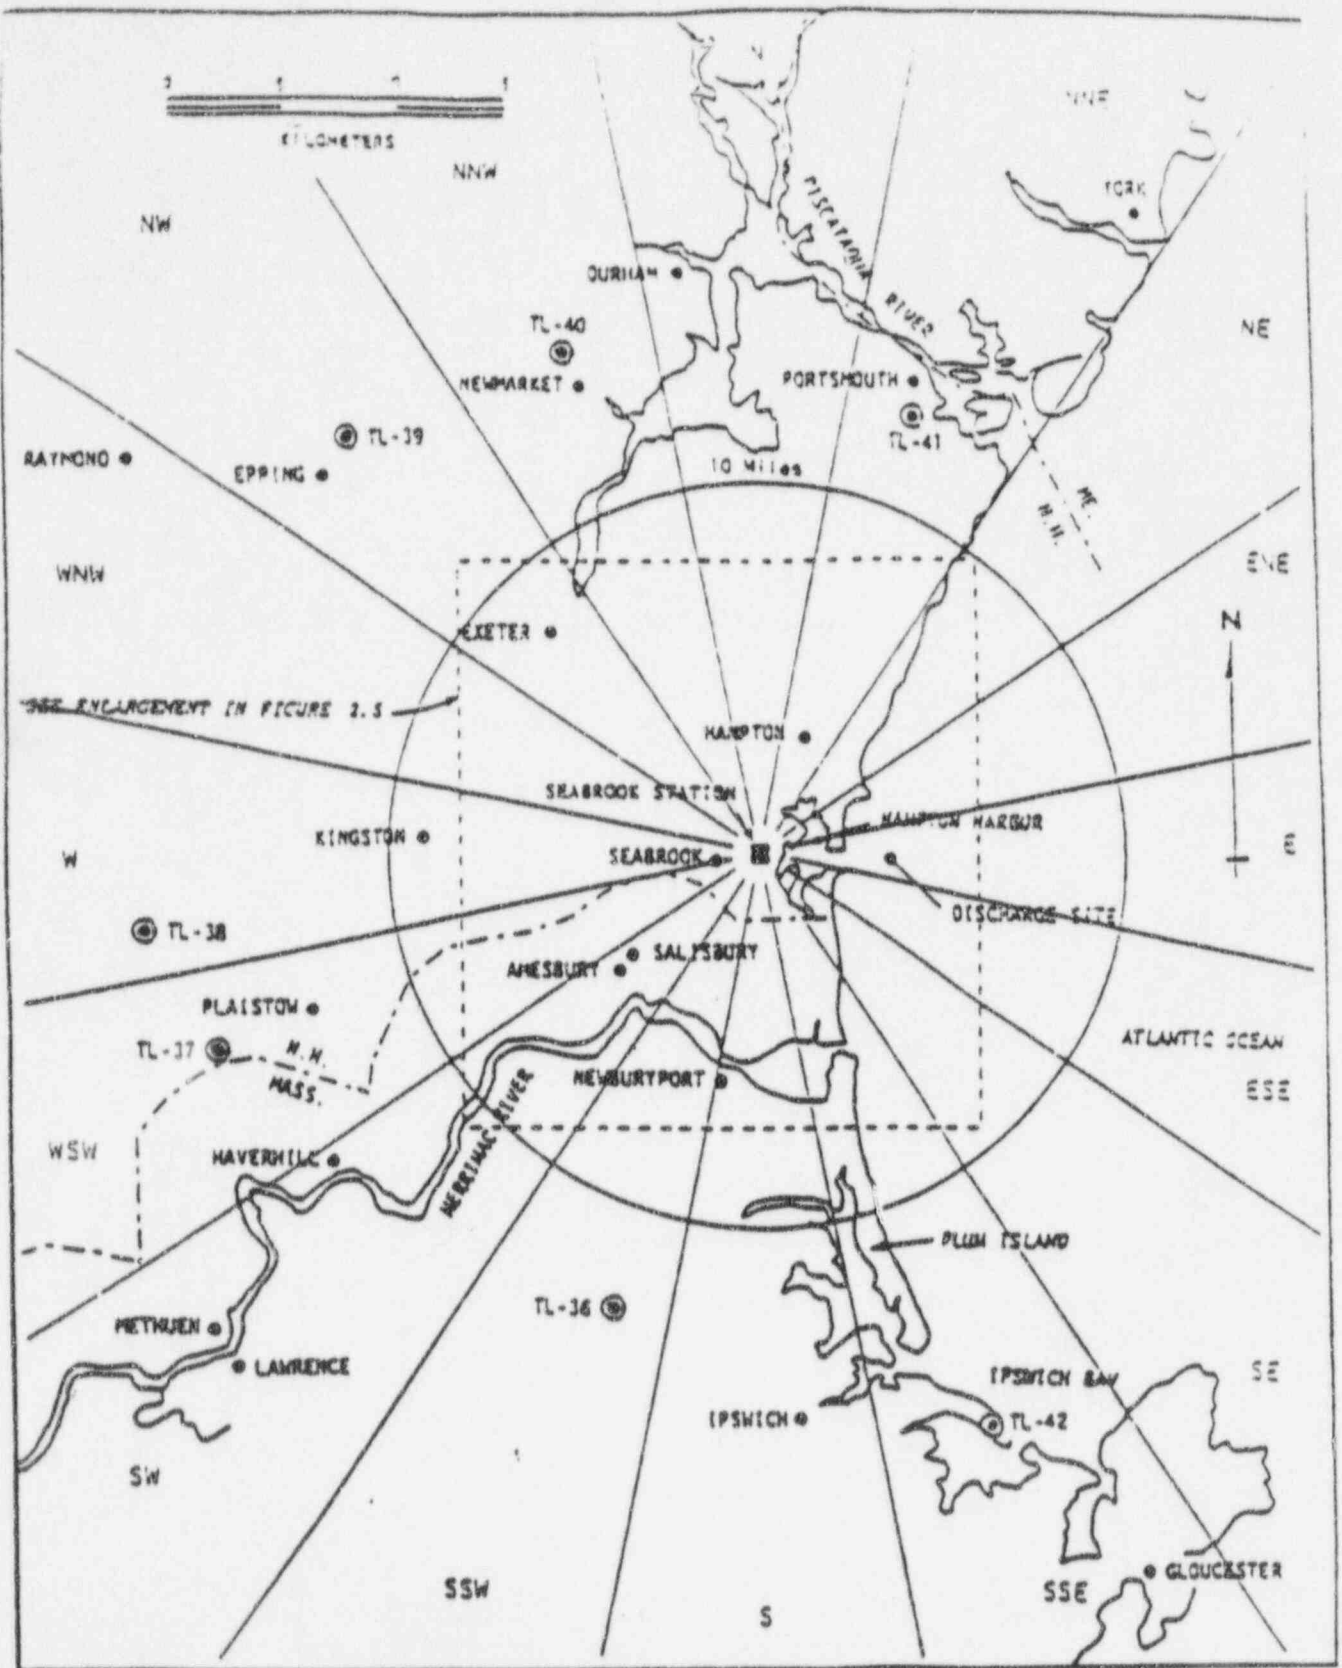 KILOMETERS
N
NNE
NNW
YORK
NW
PISCATAQUA
RIVER
DURHAM
TL-40
NE
NEWMARKET
PORTSMOUTH
TL-39
TL-41
RAYMOND
EPPING
10 Miles
ME.
N.H.
WNW
ENE
EXETER
N
SEE ENLARGEMENT IN FIGURE 2.5
HAMPTON
SEABROOK STATION
HAMPTON HARBOR
KINGSTON
E
W
SEABROOK
DISCHARGE SITE
TL-38
SALISBURY
AMESBURY
PLAISTOW
ATLANTIC OCEAN
TL-37
N.H.
MASS.
NEWBURYPORT
ESE
WSW
HAVERHILL
MERRIMAC RIVER
PLUM ISLAND
TL-36
METHUEN
LAWRENCE
SE
IPSWICH BAY
IPSWICH
TL-42
SW
GLOUCESTER
SSW
SSE
S